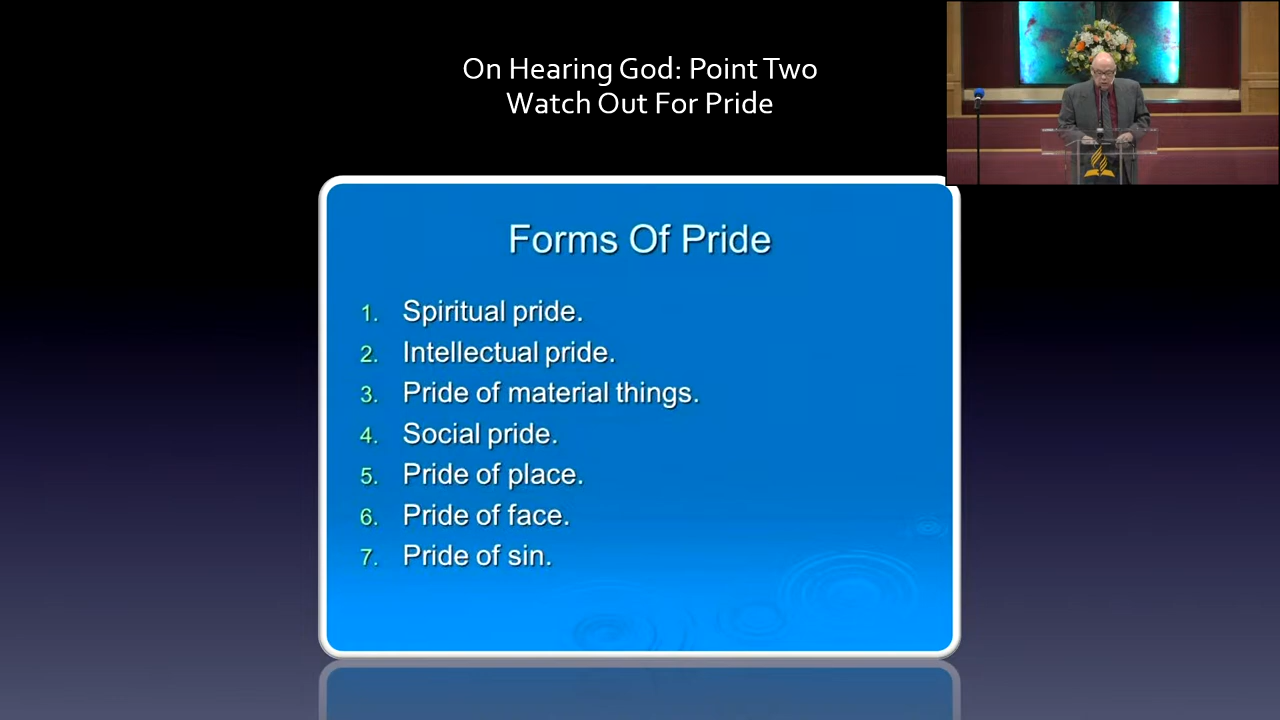 On Hearing God: Point Two
Watch Out For Pride
Forms Of Pride
1. Spiritual pride.
2. Intellectual pride.
3. Pride of material things.
4. Social pride.
5. Pride of place.
6. Pride of face.
7. Pride of sin.